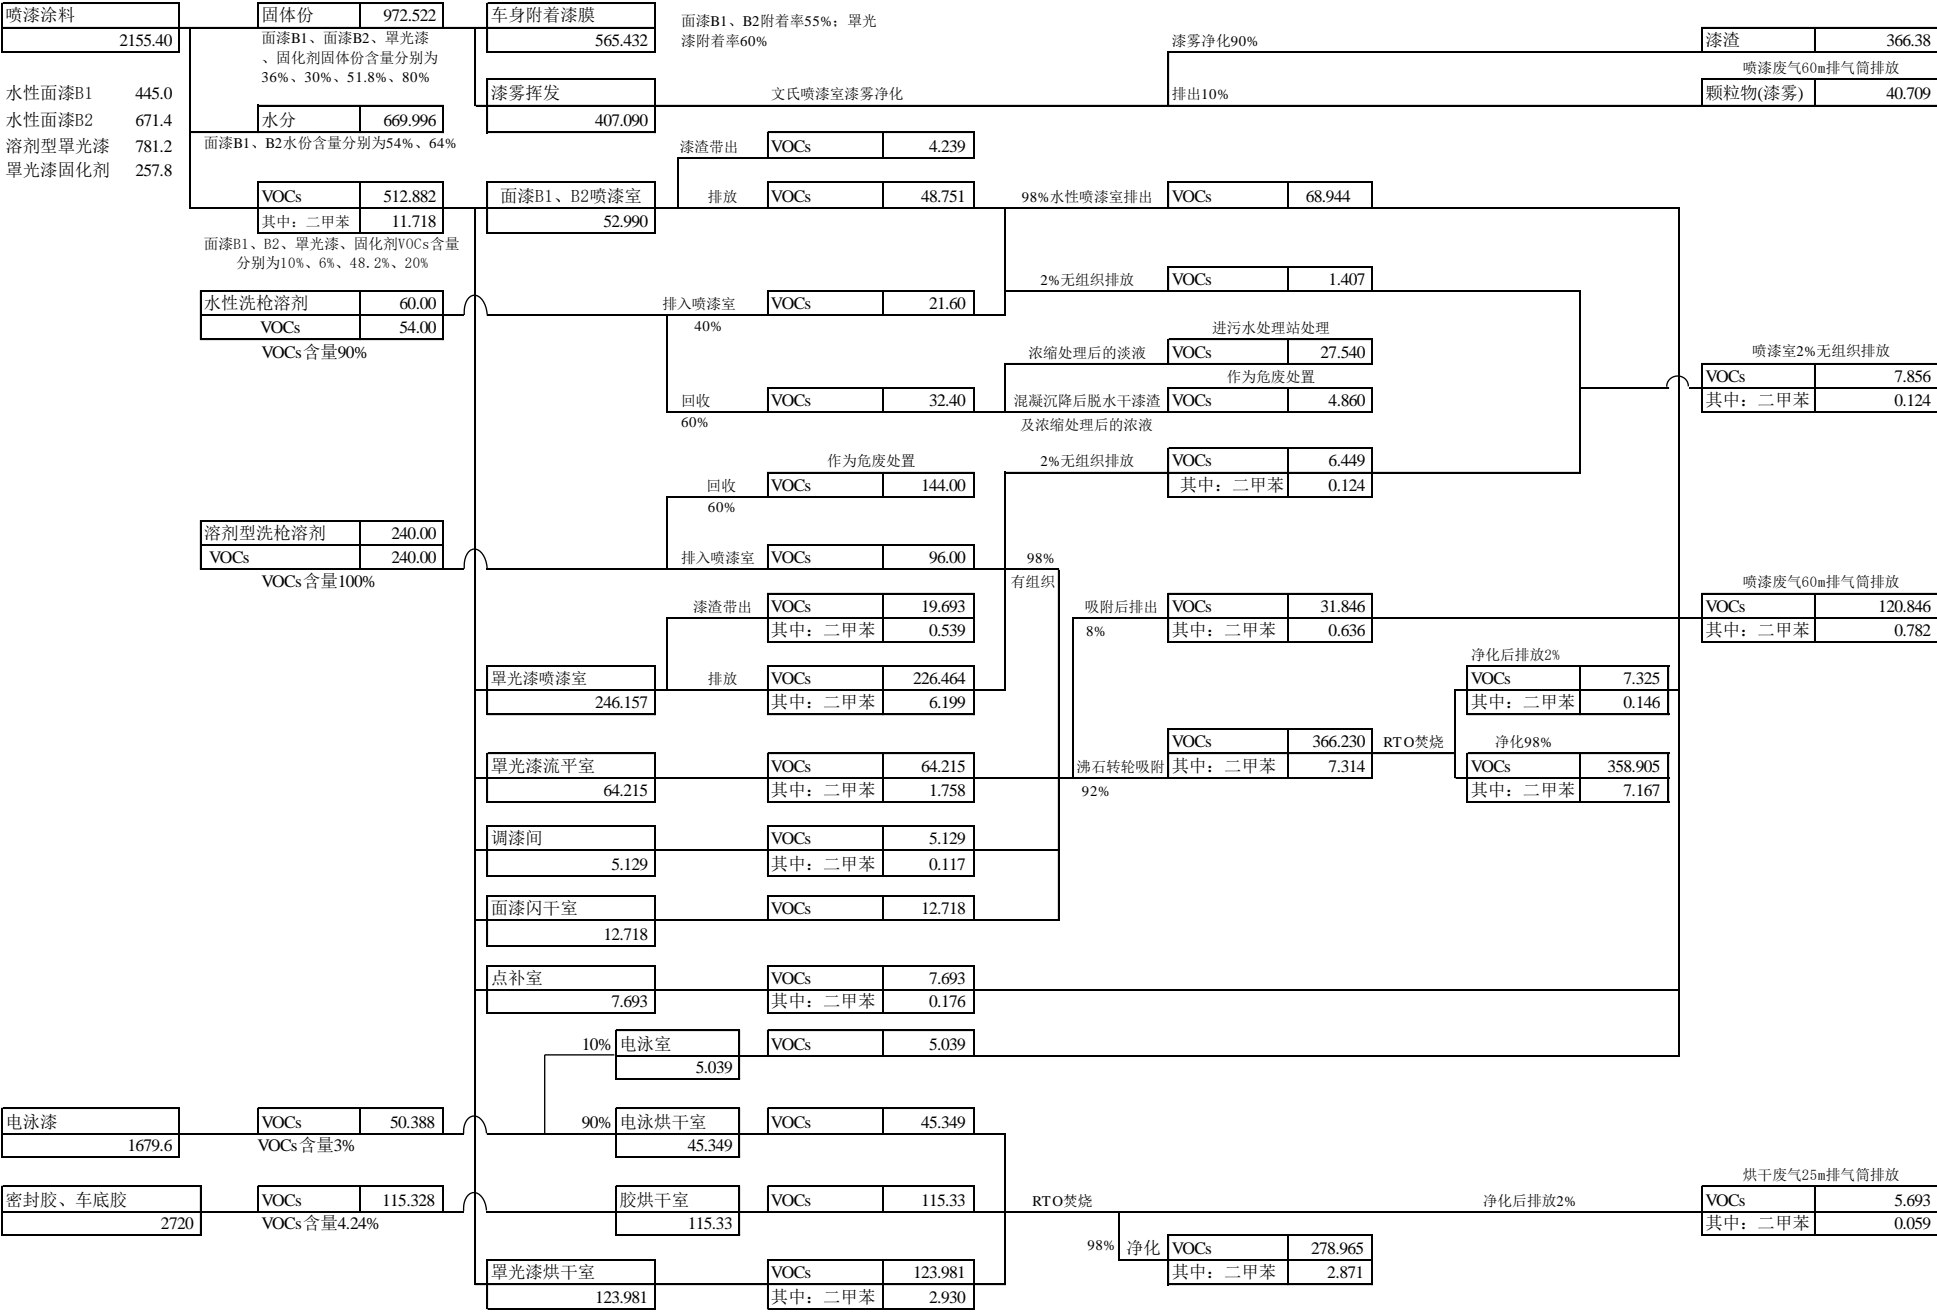 喷漆涂料
2155.40
固体份 972.522
面漆B1、面漆B2、罩光漆
、固化剂固体份含量分别为
36%、30%、51.8%、80%
车身附着漆膜
565.432
面漆B1、B2附着率55%；罩光
漆附着率60%
漆雾净化90%
漆渣 366.38
喷漆废气60m排气筒排放
水性面漆B1 445.0
水性面漆B2 671.4
溶剂型罩光漆 781.2
罩光漆固化剂 257.8
漆雾挥发
407.090
文氏喷漆室漆雾净化
排出10%
颗粒物(漆雾) 40.709
水分 669.996
面漆B1、B2水份含量分别为54%、64%
漆渣带出 VOCs 4.239
VOCs 512.882
其中：二甲苯 11.718
面漆B1、B2、罩光漆、固化剂VOCs含量
分别为10%、6%、48.2%、20%
面漆B1、B2喷漆室
52.990
排放 VOCs 48.751
98%水性喷漆室排出 VOCs 68.944
2%无组织排放 VOCs 1.407
水性洗枪溶剂 60.00
VOCs 54.00
VOCs含量90%
排入喷漆室 VOCs 21.60
40%
进污水处理站处理
浓缩处理后的淡液 VOCs 27.540
作为危废处置
回收 VOCs 32.40
60%
混凝沉降后脱水干漆渣 VOCs 4.860
及浓缩处理后的浓液
喷漆室2%无组织排放
VOCs 7.856
其中：二甲苯 0.124
2%无组织排放 VOCs 6.449
其中：二甲苯 0.124
作为危废处置
回收 VOCs 144.00
60%
溶剂型洗枪溶剂 240.00
VOCs 240.00
VOCs含量100%
排入喷漆室 VOCs 96.00
98%
有组织
漆渣带出 VOCs 19.693
其中：二甲苯 0.539
吸附后排出 VOCs 31.846
8% 其中：二甲苯 0.636
喷漆废气60m排气筒排放
VOCs 120.846
其中：二甲苯 0.782
罩光漆喷漆室
246.157
排放 VOCs 226.464
其中：二甲苯 6.199
净化后排放2%
VOCs 7.325
其中：二甲苯 0.146
VOCs 366.230
沸石转轮吸附 其中：二甲苯 7.314
92%
RTO焚烧
净化98%
VOCs 358.905
其中：二甲苯 7.167
罩光漆流平室
64.215
VOCs 64.215
其中：二甲苯 1.758
调漆间
5.129
VOCs 5.129
其中：二甲苯 0.117
面漆闪干室
12.718
VOCs 12.718
点补室
7.693
VOCs 7.693
其中：二甲苯 0.176
10% 电泳室
5.039
VOCs 5.039
电泳漆
1679.6
VOCs 50.388
VOCs含量3%
90% 电泳烘干室
45.349
VOCs 45.349
密封胶、车底胶
2720
VOCs 115.328
VOCs含量4.24%
胶烘干室
115.33
VOCs 115.33
RTO焚烧
净化后排放2%
烘干废气25m排气筒排放
VOCs 5.693
其中：二甲苯 0.059
98% 净化 VOCs 278.965
其中：二甲苯 2.871
罩光漆烘干室
123.981
VOCs 123.981
其中：二甲苯 2.930